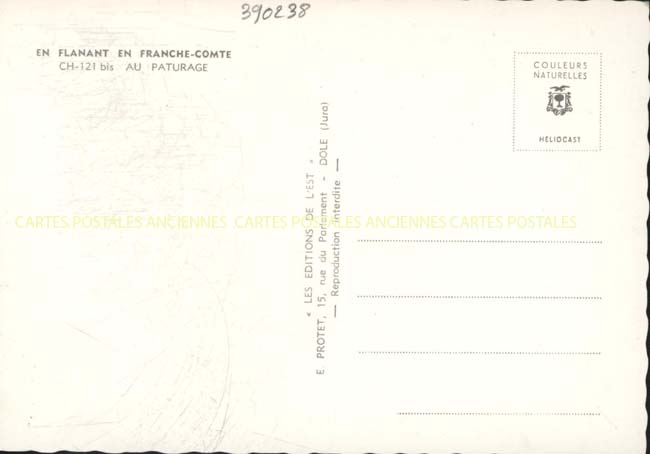 390238
EN FLANANT EN FRANCHE-COMTE
CH-121 bis AU PATURAGE
COULEURS
NATURELLES
HELIOCAST
« LES EDITIONS DE L'EST »
E PROTET, 15, rue du Parlement - DOLE (Jura)
— Reproduction interdite —
CARTES POSTALES ANCIENNES CARTES POSTALES ANCIENNES CARTES POSTALES